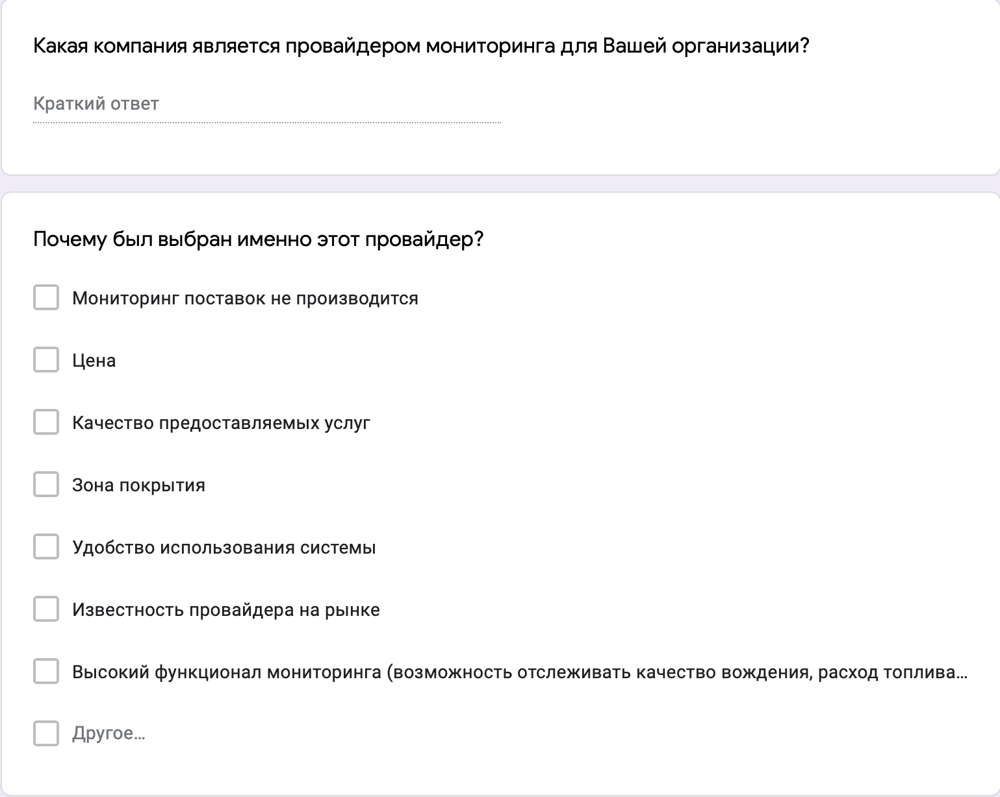 Какая компания является провайдером мониторинга для Вашей организации?
Краткий ответ
Почему был выбран именно этот провайдер?
Мониторинг поставок не производится
Цена
Качество предоставляемых услуг
Зона покрытия
Удобство использования системы
Известность провайдера на рынке
Высокий функционал мониторинга (возможность отслеживать качество вождения, расход топлива...
Другое...